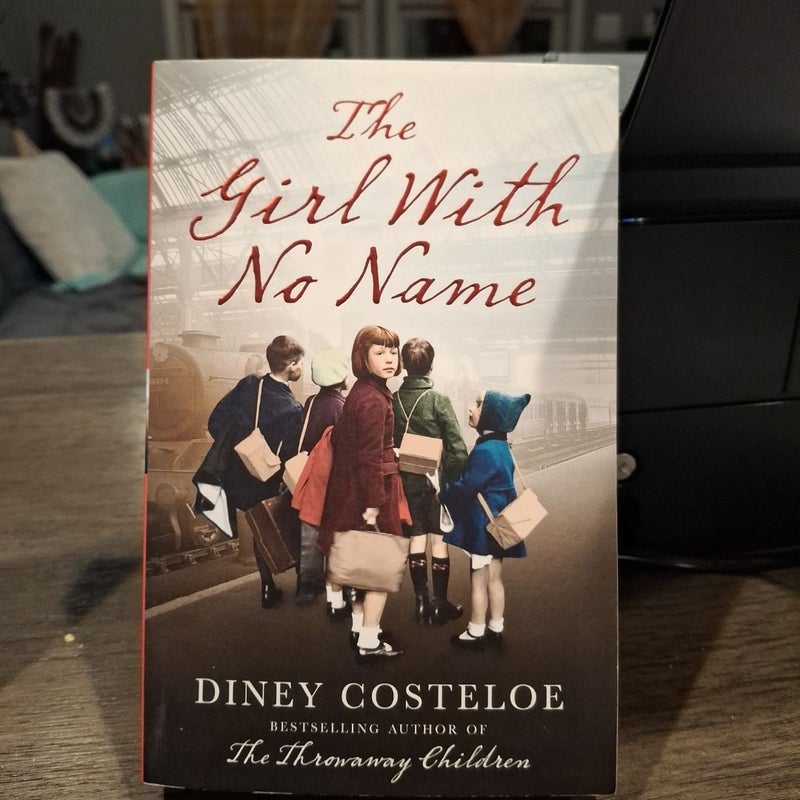 The
Girl With
No Name
DINEY COSTELOE
BESTSELLING AUTHOR OF
The Throwaway Children